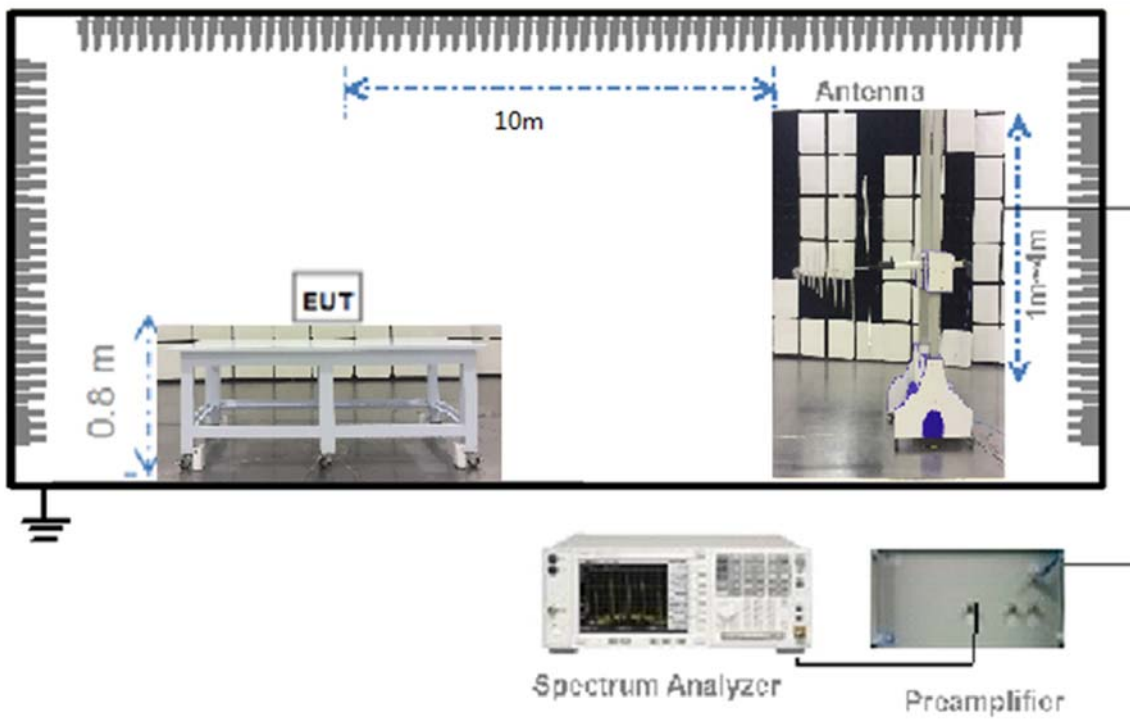 Antenna
10m
EUT
0.8 m
1m~4m
Spectrum Analyzer
Preamplifier